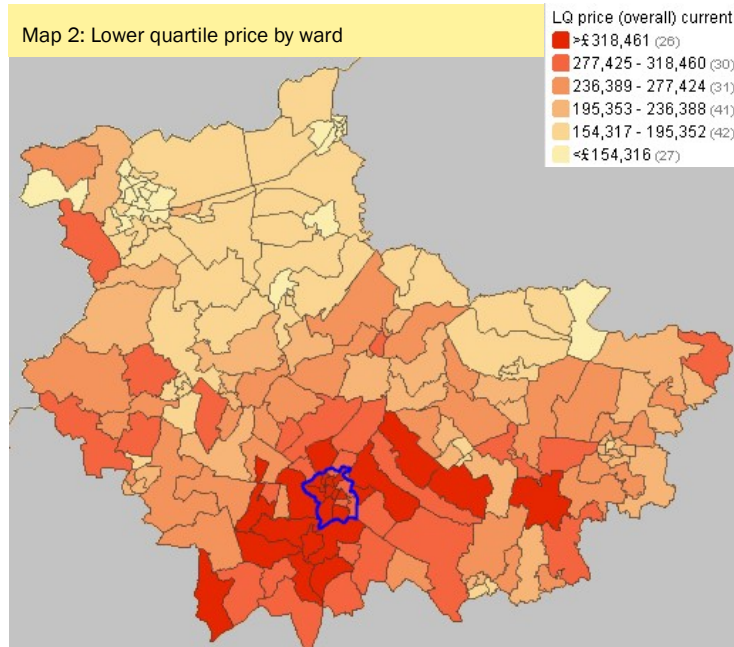 Map 2: Lower quartile price by ward
LQ price (overall) current
>£318,461 (26)
277,425 - 318,460 (30)
236,389 - 277,424 (31)
195,353 - 236,388 (41)
154,317 - 195,352 (42)
<£154,316 (27)